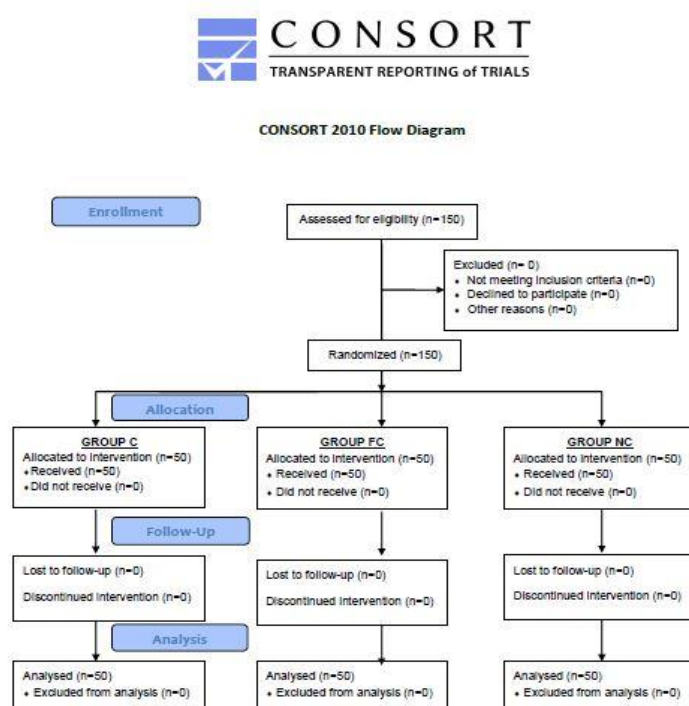 CONSORT
TRANSPARENT REPORTING of TRIALS
CONSORT 2010 Flow Diagram
Enrollment
Assessed for eligibility (n=150)
Excluded (n= 0)
• Not meeting inclusion criteria (n=0)
• Declined to participate (n=0)
• Other reasons (n=0)
Randomized (n=150)
Allocation
GROUP C
Allocated to intervention (n=50)
• Received (n=50)
• Did not receive (n=0)
GROUP FC
Allocated to intervention (n=50)
• Received (n=50)
• Did not receive (n=0)
GROUP NC
Allocated to intervention (n=50)
• Received (n=50)
• Did not receive (n=0)
Follow-Up
Lost to follow-up (n=0)
Discontinued intervention (n=0)
Lost to follow-up (n=0)
Discontinued intervention (n=0)
Lost to follow-up (n=0)
Discontinued intervention (n=0)
Analysis
Analysed (n=50)
• Excluded from analysis (n=0)
Analysed (n=50)
• Excluded from analysis (n=0)
Analysed (n=50)
• Excluded from analysis (n=0)